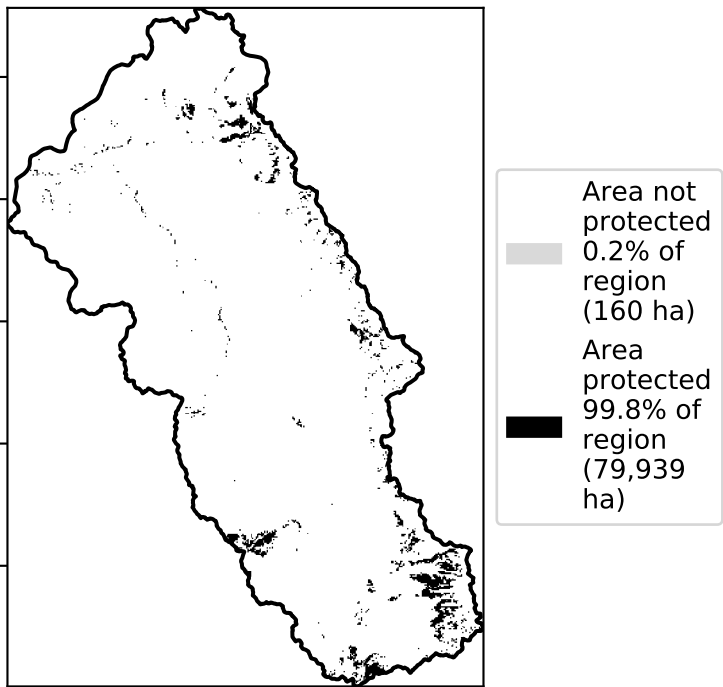 Area not
protected
0.2% of
region
(160 ha)
Area
protected
99.8% of
region
(79,939
ha)